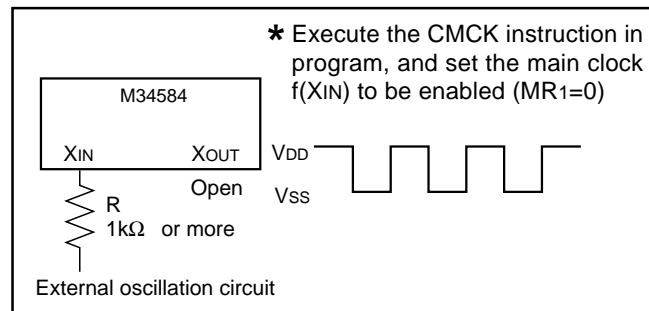 * Execute the CMCK instruction in
program, and set the main clock
f(XIN) to be enabled (MR1=0)
M34584
XIN
XOUT
VDD
Open
VSS
R
1kΩ or more
External oscillation circuit